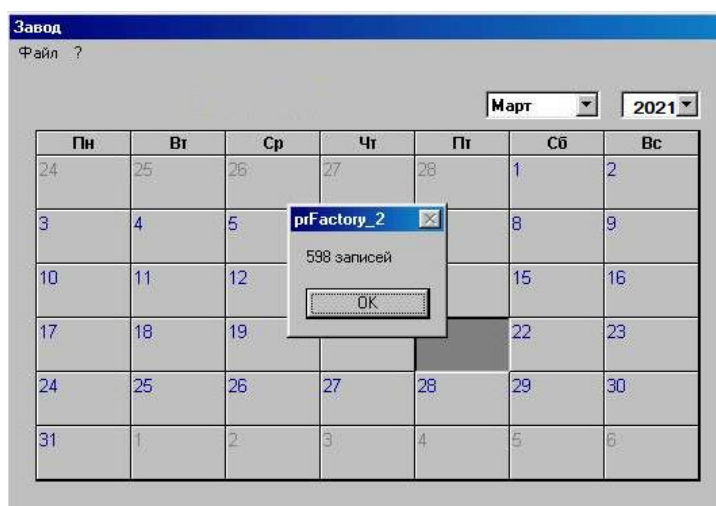 Завод
Файл ?
Март 2021
Пн Вт Ср Чт Пт Сб Вс
24 25 26 27 28 1 2
3 4 5 8 9
prFactory_2
598 записей
OK
10 11 12 15 16
17 18 19 22 23
24 25 26 27 28 29 30
31 1 2 3 4 5 6